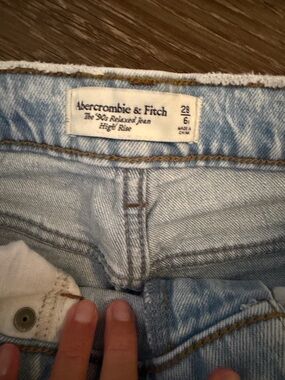 Abercrombie & Fitch
The '90s Relaxed Jean
High Rise
28
6
MADE IN
CHINA